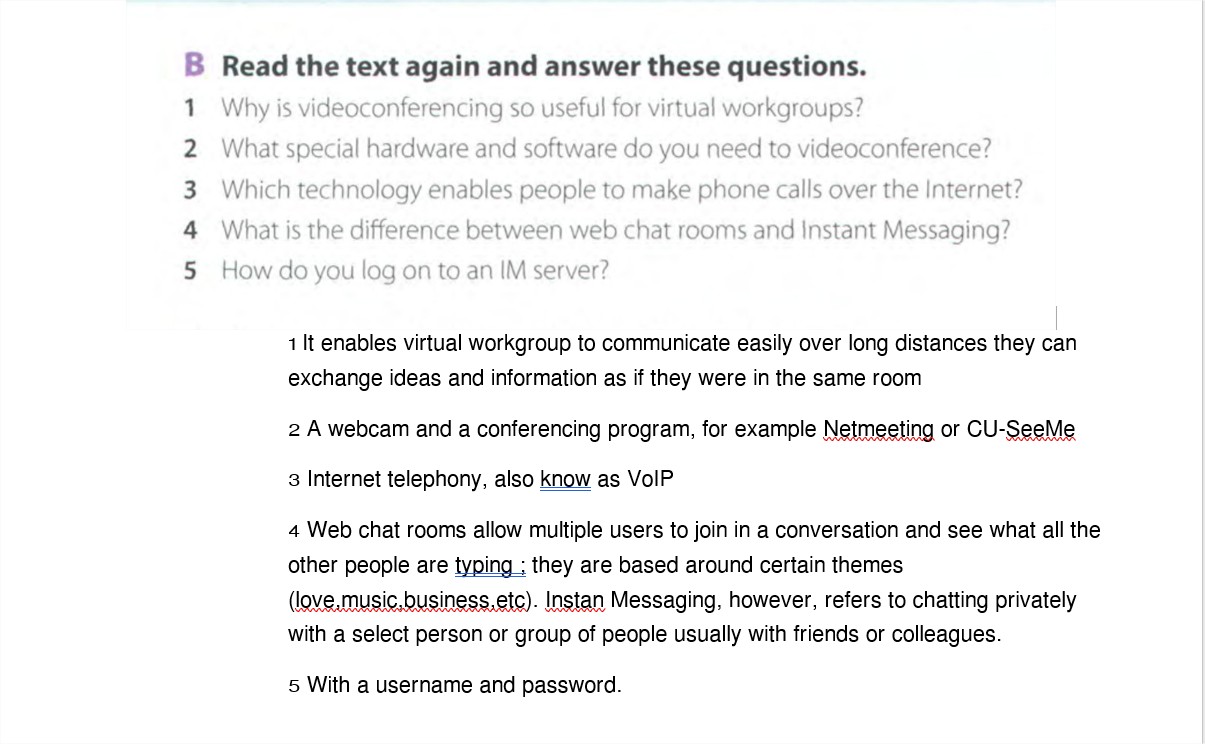 B Read the text again and answer these questions.
1 Why is videoconferencing so useful for virtual workgroups?
2 What special hardware and software do you need to videoconference?
3 Which technology enables people to make phone calls over the Internet?
4 What is the difference between web chat rooms and Instant Messaging?
5 How do you log on to an IM server?
1 It enables virtual workgroup to communicate easily over long distances they can
exchange ideas and information as if they were in the same room
2 A webcam and a conferencing program, for example Netmeeting or CU-SeeMe
3 Internet telephony, also know as VoIP
4 Web chat rooms allow multiple users to join in a conversation and see what all the
other people are typing ; they are based around certain themes
(love,music,business,etc). Instan Messaging, however, refers to chatting privately
with a select person or group of people usually with friends or colleagues.
5 With a username and password.